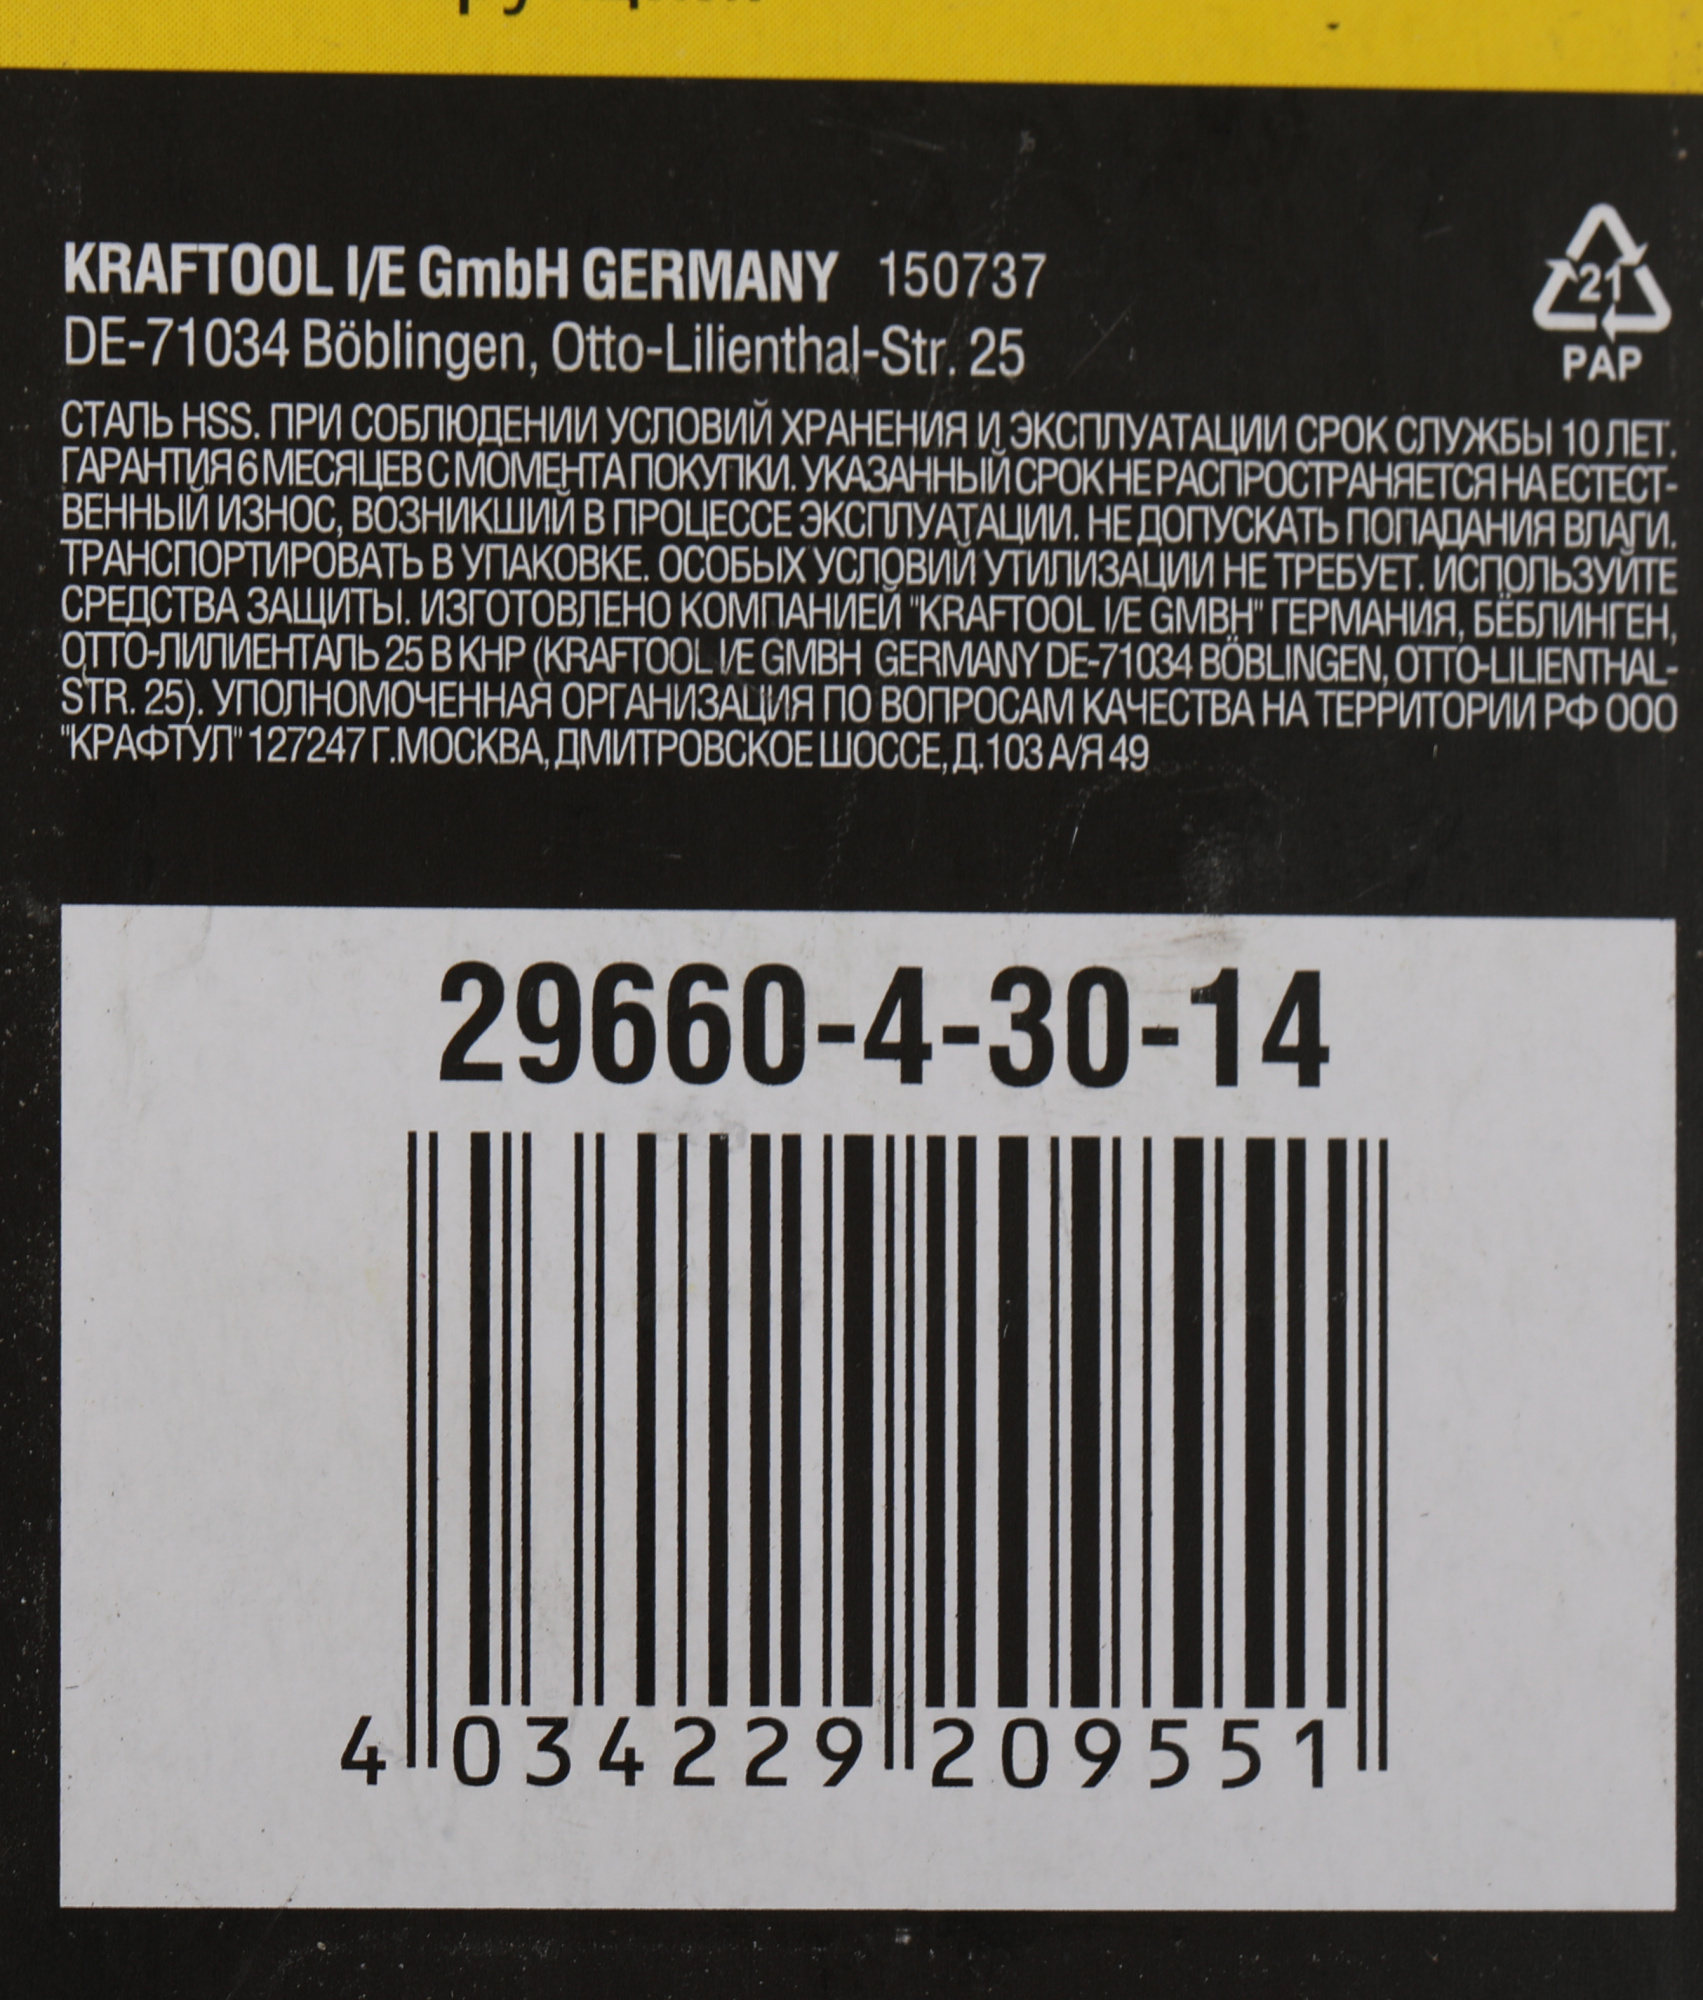 KRAFTOOL I/E GmbH GERMANY 150737
DE-71034 Böblingen, Otto-Lilienthal-Str. 25
21
PAP
СТАЛЬ HSS. ПРИ СОБЛЮДЕНИИ УСЛОВИЙ ХРАНЕНИЯ И ЭКСПЛУАТАЦИИ СРОК СЛУЖБЫ 10 ЛЕТ.
ГАРАНТИЯ 6 МЕСЯЦЕВ С МОМЕНТА ПОКУПКИ. УКАЗАННЫЙ СРОК НЕ РАСПРОСТРАНЯЕТСЯ НА ЕСТЕСТ-
ВЕННЫЙ ИЗНОС, ВОЗНИКШИЙ В ПРОЦЕССЕ ЭКСПЛУАТАЦИИ. НЕ ДОПУСКАТЬ ПОПАДАНИЯ ВЛАГИ.
ТРАНСПОРТИРОВАТЬ В УПАКОВКЕ. ОСОБЫХ УСЛОВИЙ УТИЛИЗАЦИИ НЕ ТРЕБУЕТ. ИСПОЛЬЗУЙТЕ
СРЕДСТВА ЗАЩИТЫ. ИЗГОТОВЛЕНО КОМПАНИЕЙ "KRAFTOOL I/E GMBH" ГЕРМАНИЯ, БЁБЛИНГЕН,
ОТТО-ЛИЛИЕНТАЛЬ 25 В КНР (KRAFTOOL I/E GMBH GERMANY DE-71034 BÖBLINGEN, OTTO-LILIENTHAL-
STR. 25). УПОЛНОМОЧЕННАЯ ОРГАНИЗАЦИЯ ПО ВОПРОСАМ КАЧЕСТВА НА ТЕРРИТОРИИ РФ ООО
"КРАФТУЛ" 127247 Г.МОСКВА, ДМИТРОВСКОЕ ШОССЕ, Д.103 А/Я 49
29660-4-30-14
4 034229 209551